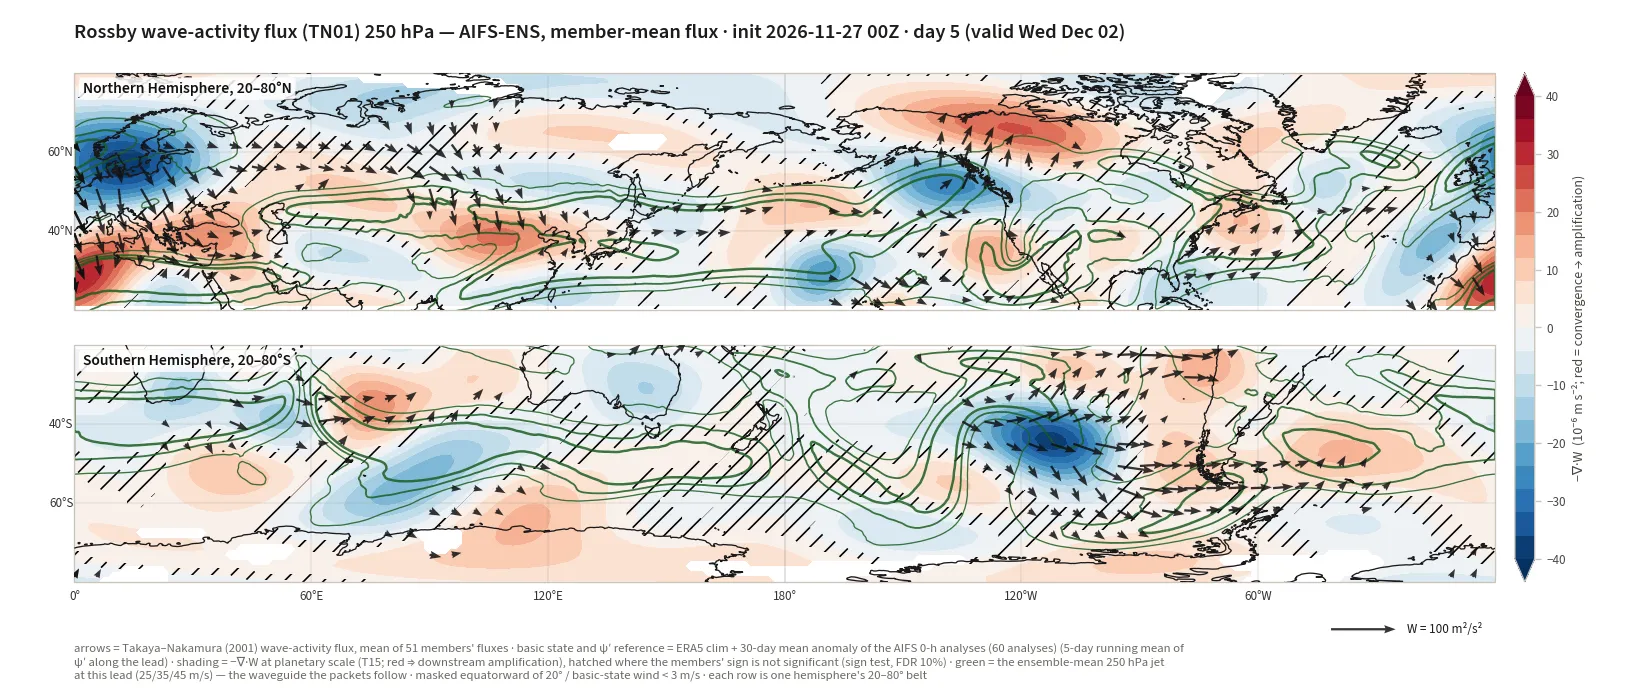 Rossby wave-activity flux (TN01) 250 hPa — AIFS-ENS, member-mean flux · init 2026-11-27 00Z · day 5 (valid Wed Dec 02)
Northern Hemisphere, 20–80°N
60°N
40°N
Southern Hemisphere, 20–80°S
40°S
60°S
0°
60°E
120°E
180°
120°W
60°W
40
30
20
10
0
−10
−20
−30
−40
−∇·W (10⁻⁶ m s⁻²; red = convergence → amplification)
W = 100 m²/s²
arrows = Takaya–Nakamura (2001) wave-activity flux, mean of 51 members' fluxes · basic state and ψ' reference = ERA5 clim + 30-day mean anomaly of the AIFS 0-h analyses (60 analyses) (5-day running mean of
ψ' along the lead) · shading = −∇·W at planetary scale (T15; red ⇒ downstream amplification), hatched where the members' sign is not significant (sign test, FDR 10%) · green = the ensemble-mean 250 hPa jet
at this lead (25/35/45 m/s) — the waveguide the packets follow · masked equatorward of 20° / basic-state wind < 3 m/s · each row is one hemisphere's 20–80° belt